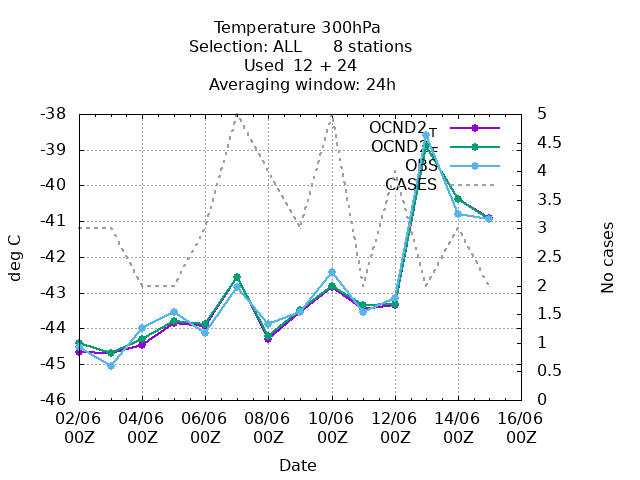 Temperature 300hPa
Selection: ALL 8 stations
Used 12 + 24
Averaging window: 24h
-38
-39
-40
-41
-42
-43
-44
-45
-46
5
4.5
4
3.5
3
2.5
2
1.5
1
0.5
0
deg C
No cases
OCND2_T
OBS
CASES
02/06 04/06 06/06 08/06 10/06 12/06 14/06 16/06
00Z 00Z 00Z 00Z 00Z 00Z 00Z 00Z
Date